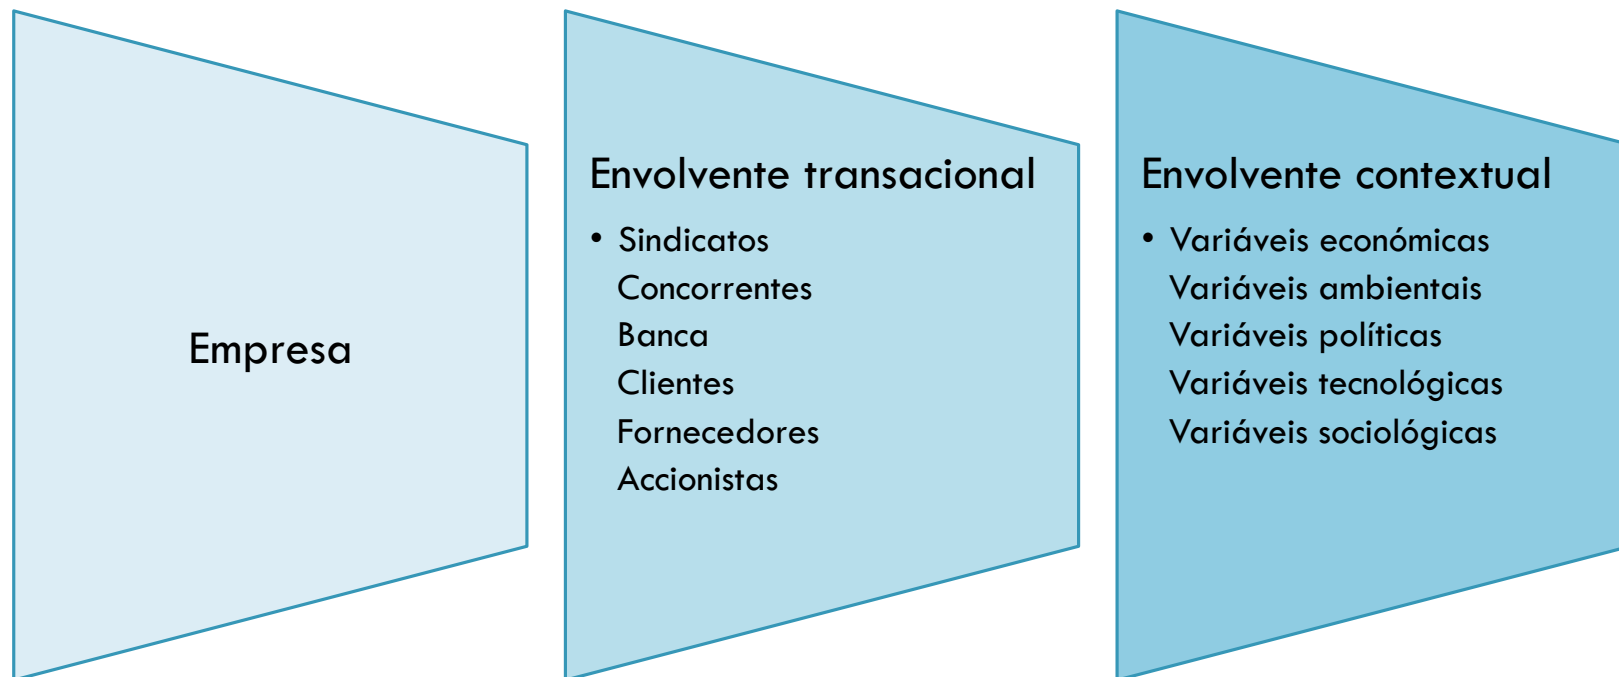 Empresa
Envolvente transacional
• Sindicatos
Concorrentes
Banca
Clientes
Fornecedores
Accionistas
Envolvente contextual
• Variáveis económicas
Variáveis ambientais
Variáveis políticas
Variáveis tecnológicas
Variáveis sociológicas